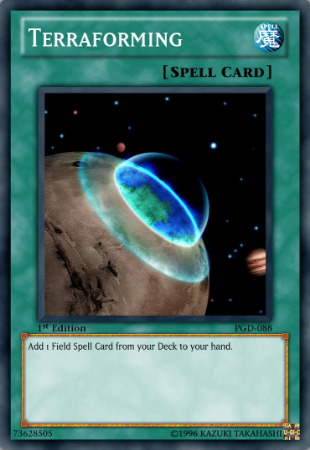 TERRAFORMING
SPELL
魔
[SPELL CARD]
1st Edition
PGD-088
Add 1 Field Spell Card from your Deck to your hand.
73628505
©1996 KAZUKI TAKAHASHI